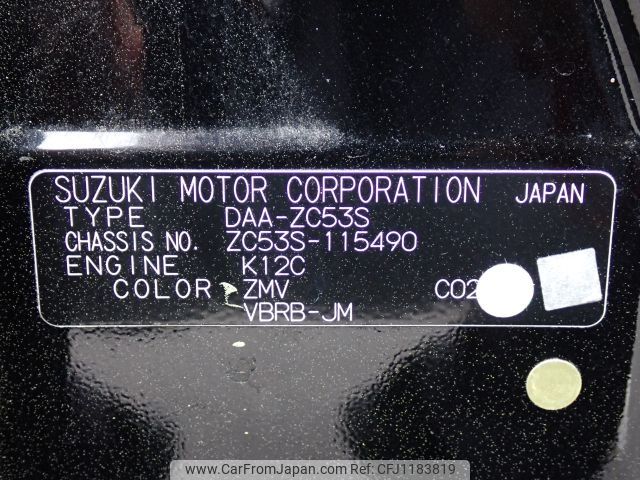 SUZUKI MOTOR CORPORATION JAPAN
TYPE DAA-ZC53S
CHASSIS NO. ZC53S-115490
ENGINE K12C
COLOR ZMV CO2
VBRB-JM
www.CarFromJapan.com Ref: CFJ1183819